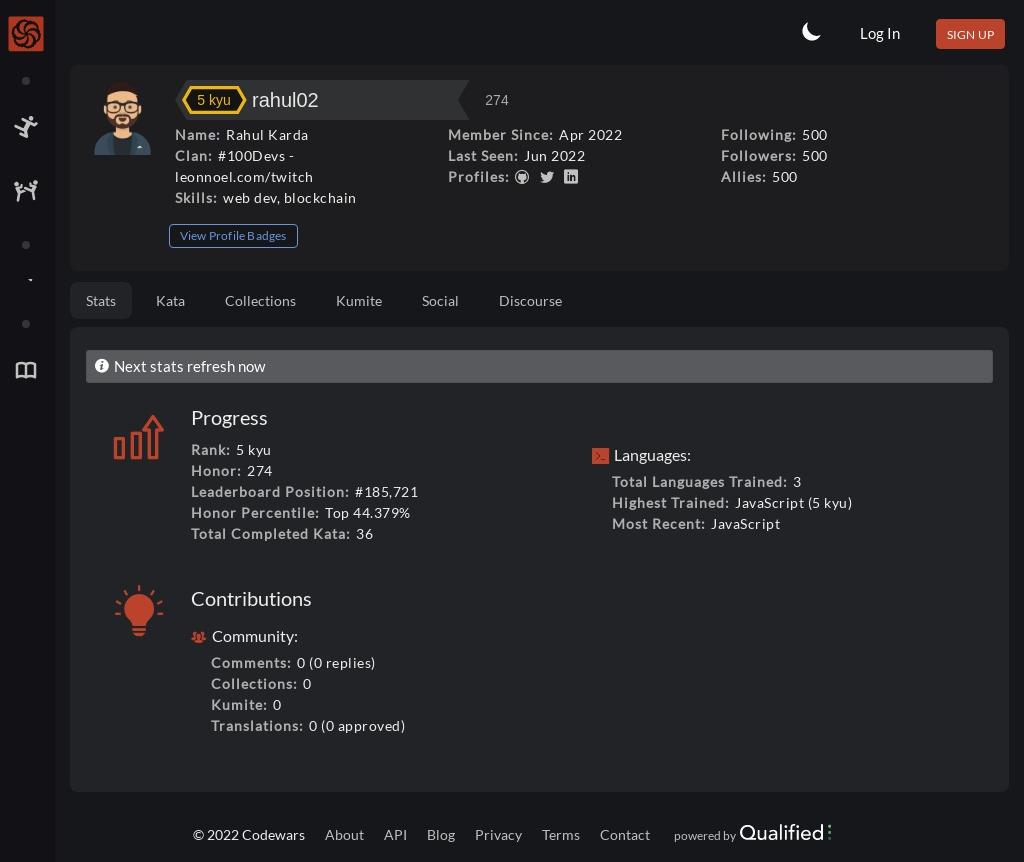 Log In
SIGN UP
5 kyu rahul02 274
Name: Rahul Karda
Clan: #100Devs -
leonnoel.com/twitch
Skills: web dev, blockchain
Member Since: Apr 2022
Last Seen: Jun 2022
Profiles:
Following: 500
Followers: 500
Allies: 500
View Profile Badges
Stats
Kata
Collections
Kumite
Social
Discourse
Next stats refresh now
Progress
Rank: 5 kyu
Honor: 274
Leaderboard Position: #185,721
Honor Percentile: Top 44.379%
Total Completed Kata: 36
Languages:
Total Languages Trained: 3
Highest Trained: JavaScript (5 kyu)
Most Recent: JavaScript
Contributions
Community:
Comments: 0 (0 replies)
Collections: 0
Kumite: 0
Translations: 0 (0 approved)
© 2022 Codewars
About
API
Blog
Privacy
Terms
Contact
powered by Qualified